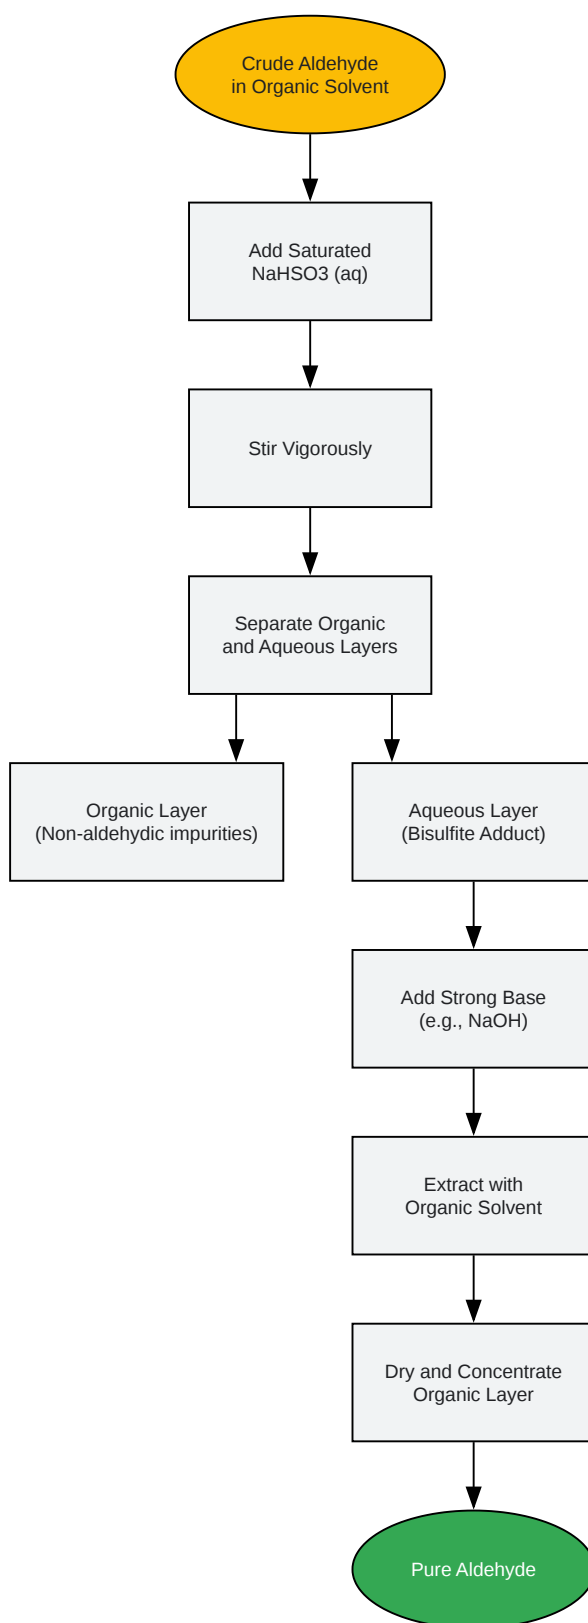 Crude Aldehyde
in Organic Solvent
Add Saturated
NaHSO3 (aq)
Stir Vigorously
Separate Organic
and Aqueous Layers
Organic Layer
(Non-aldehydic impurities)
Aqueous Layer
(Bisulfite Adduct)
Add Strong Base
(e.g., NaOH)
Extract with
Organic Solvent
Dry and Concentrate
Organic Layer
Pure Aldehyde